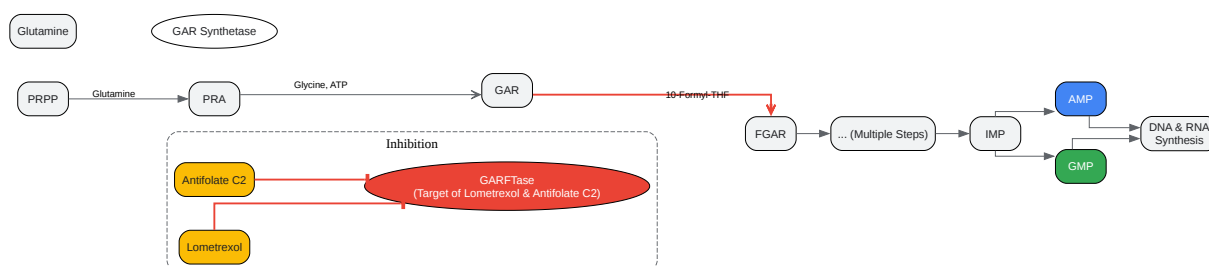 Glutamine
GAR Synthetase
PRPP
Glutamine
PRA
Glycine, ATP
GAR
10-Formyl-THF
FGAR
... (Multiple Steps)
IMP
AMP
GMP
DNA & RNA
Synthesis
Inhibition
Antifolate C2
GARFTase
(Target of Lometrexol & Antifolate C2)
Lometrexol